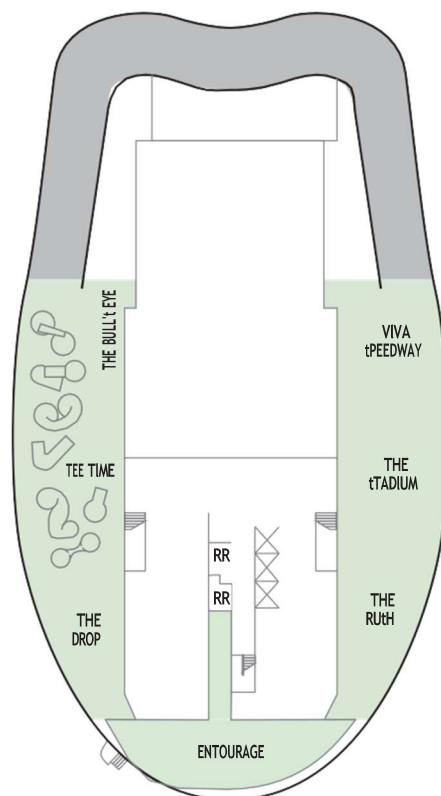 THE BULL't EYE
VIVA
tPEEDWAY
TEE TIME
THE
tTADIUM
RR
RR
THE
DROP
THE
RUtH
ENTOURAGE